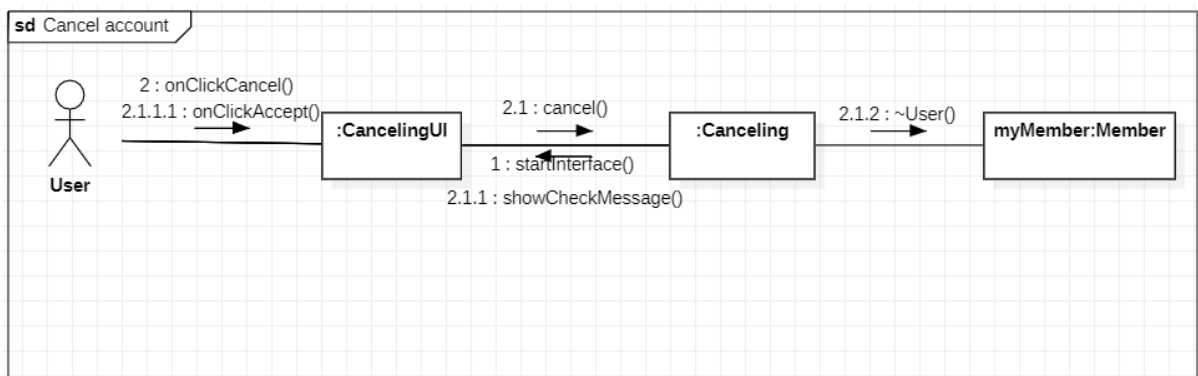 sd Cancel account
2 : onClickCancel()
2.1.1.1 : onClickAccept()
2.1 : cancel()
2.1.2 : ~User()
:CancelingUI
:Canceling
myMember:Member
1 : startInterface()
User
2.1.1 : showCheckMessage()